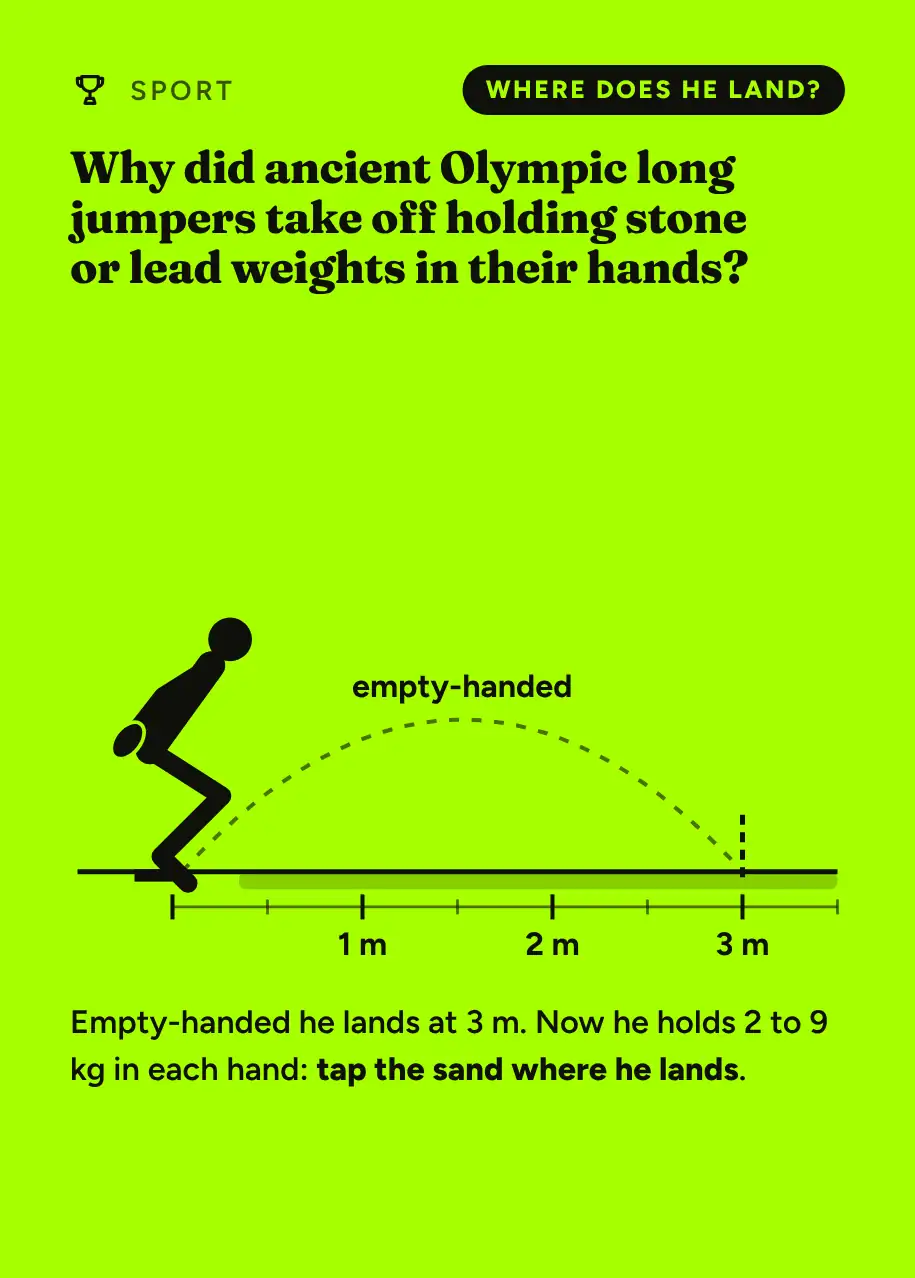 SPORT
WHERE DOES HE LAND?
Why did ancient Olympic long
jumpers take off holding stone
or lead weights in their hands?
empty-handed
1 m
2 m
3 m
Empty-handed he lands at 3 m. Now he holds 2 to 9
kg in each hand: tap the sand where he lands.